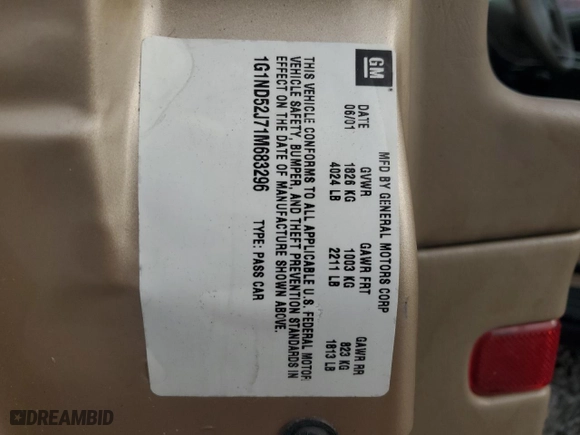 GM
MFD BY GENERAL MOTORS CORP
DATE GVWR GAWR FRT GAWR RR
06/01 1826 KG 1003 KG 823 KG
4024 LB 2211 LB 1813 LB
THIS VEHICLE CONFORMS TO ALL APPLICABLE U.S. FEDERAL MOTOR
VEHICLE SAFETY, BUMPER, AND THEFT PREVENTION STANDARDS IN
EFFECT ON THE DATE OF MANUFACTURE SHOWN ABOVE.
1G1ND52J71M683296 TYPE: PASS CAR
DREAMBID